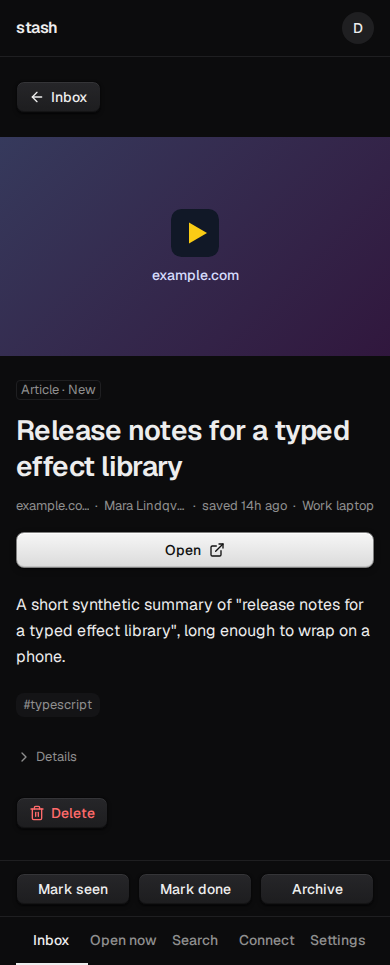 stash
D
Inbox
example.com
Article · New
Release notes for a typed
effect library
example.co… · Mara Lindqv… · saved 14h ago · Work laptop
Open
A short synthetic summary of "release notes for
a typed effect library", long enough to wrap on a
phone.
#typescript
Details
Delete
Mark seen Mark done Archive
Inbox Open now Search Connect Settings